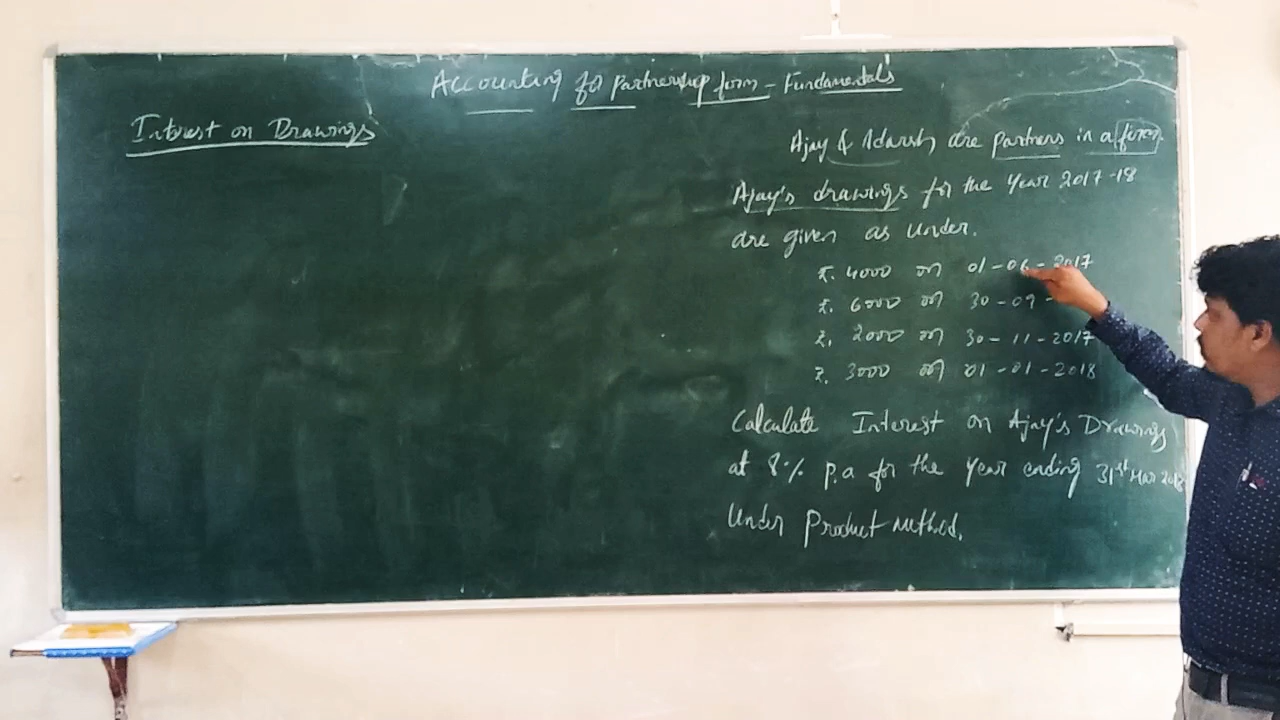 Accounting for Partnership form - Fundamentals
Interest on Drawings
Ajay & Adarsh are partners in a firm.
Ajay's drawings for the year 2017-18
are given as under.
₹. 4000 on 01-06-2017
₹. 6000 on 30-09-
₹. 2000 on 30-11-2017
₹. 3000 on 01-01-2018
Calculate Interest on Ajay's Drawings
at 8% p.a for the year ending 31st Mar 2018
Under Product Method.